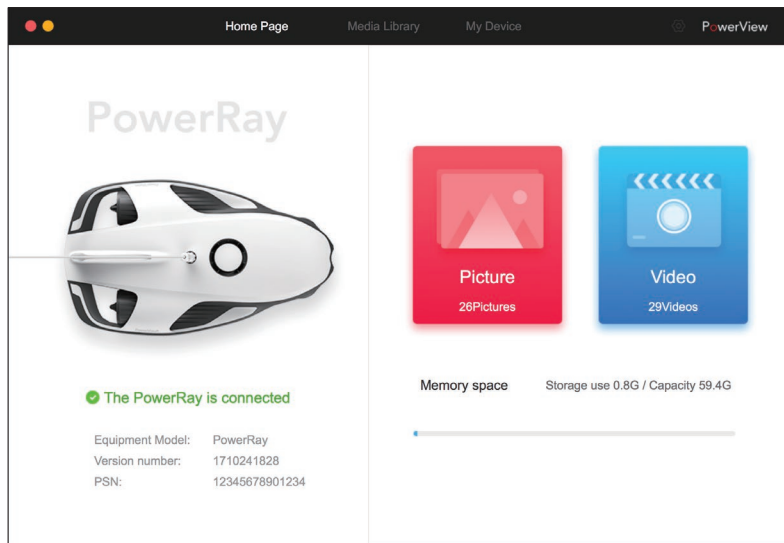 Home Page
Media Library
My Device
PowerView
PowerRay
The PowerRay is connected
Equipment Model: PowerRay
Version number: 1710241828
PSN: 12345678901234
Picture
26Pictures
Video
29Videos
Memory space
Storage use 0.8G / Capacity 59.4G